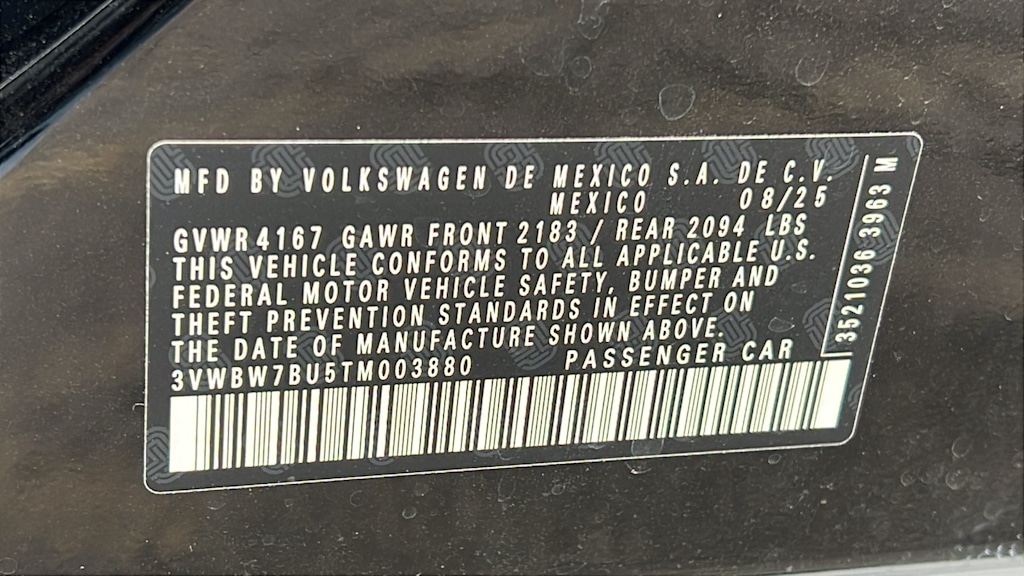 MFD BY VOLKSWAGEN DE MEXICO S.A. DE C.V.
MEXICO 08/25
GVWR 4167 GAWR FRONT 2183 / REAR 2094 LBS
THIS VEHICLE CONFORMS TO ALL APPLICABLE U.S.
FEDERAL MOTOR VEHICLE SAFETY, BUMPER AND
THEFT PREVENTION STANDARDS IN EFFECT ON
THE DATE OF MANUFACTURE SHOWN ABOVE.
3VWBW7BU5TM003880 PASSENGER CAR
3521036 3963 M